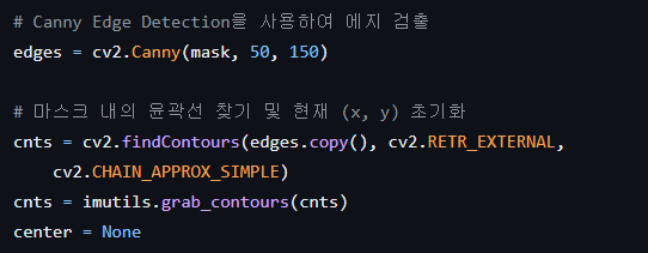 # Canny Edge Detection을 사용하여 에지 검출
edges = cv2.Canny(mask, 50, 150)
# 마스크 내의 윤곽선 찾기 및 현재 (x, y) 초기화
cnts = cv2.findContours(edges.copy(), cv2.RETR_EXTERNAL,
    cv2.CHAIN_APPROX_SIMPLE)
cnts = imutils.grab_contours(cnts)
center = None